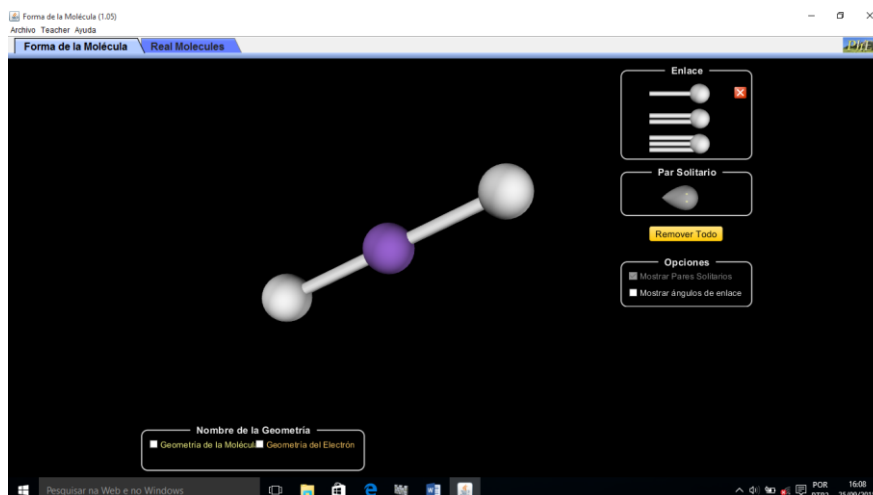 Forma de la Molécula (1.05)
Archivo Teacher Ayuda
Forma de la Molécula Real Molecules
PhET
Enlace
Par Solitario
Remover Todo
Opciones
Mostrar Pares Solitarios
Mostrar ángulos de enlace
Nombre de la Geometría
Geometría de la Molécul Geometría del Electrón
Pesquisar na Web e no Windows
POR 16:08